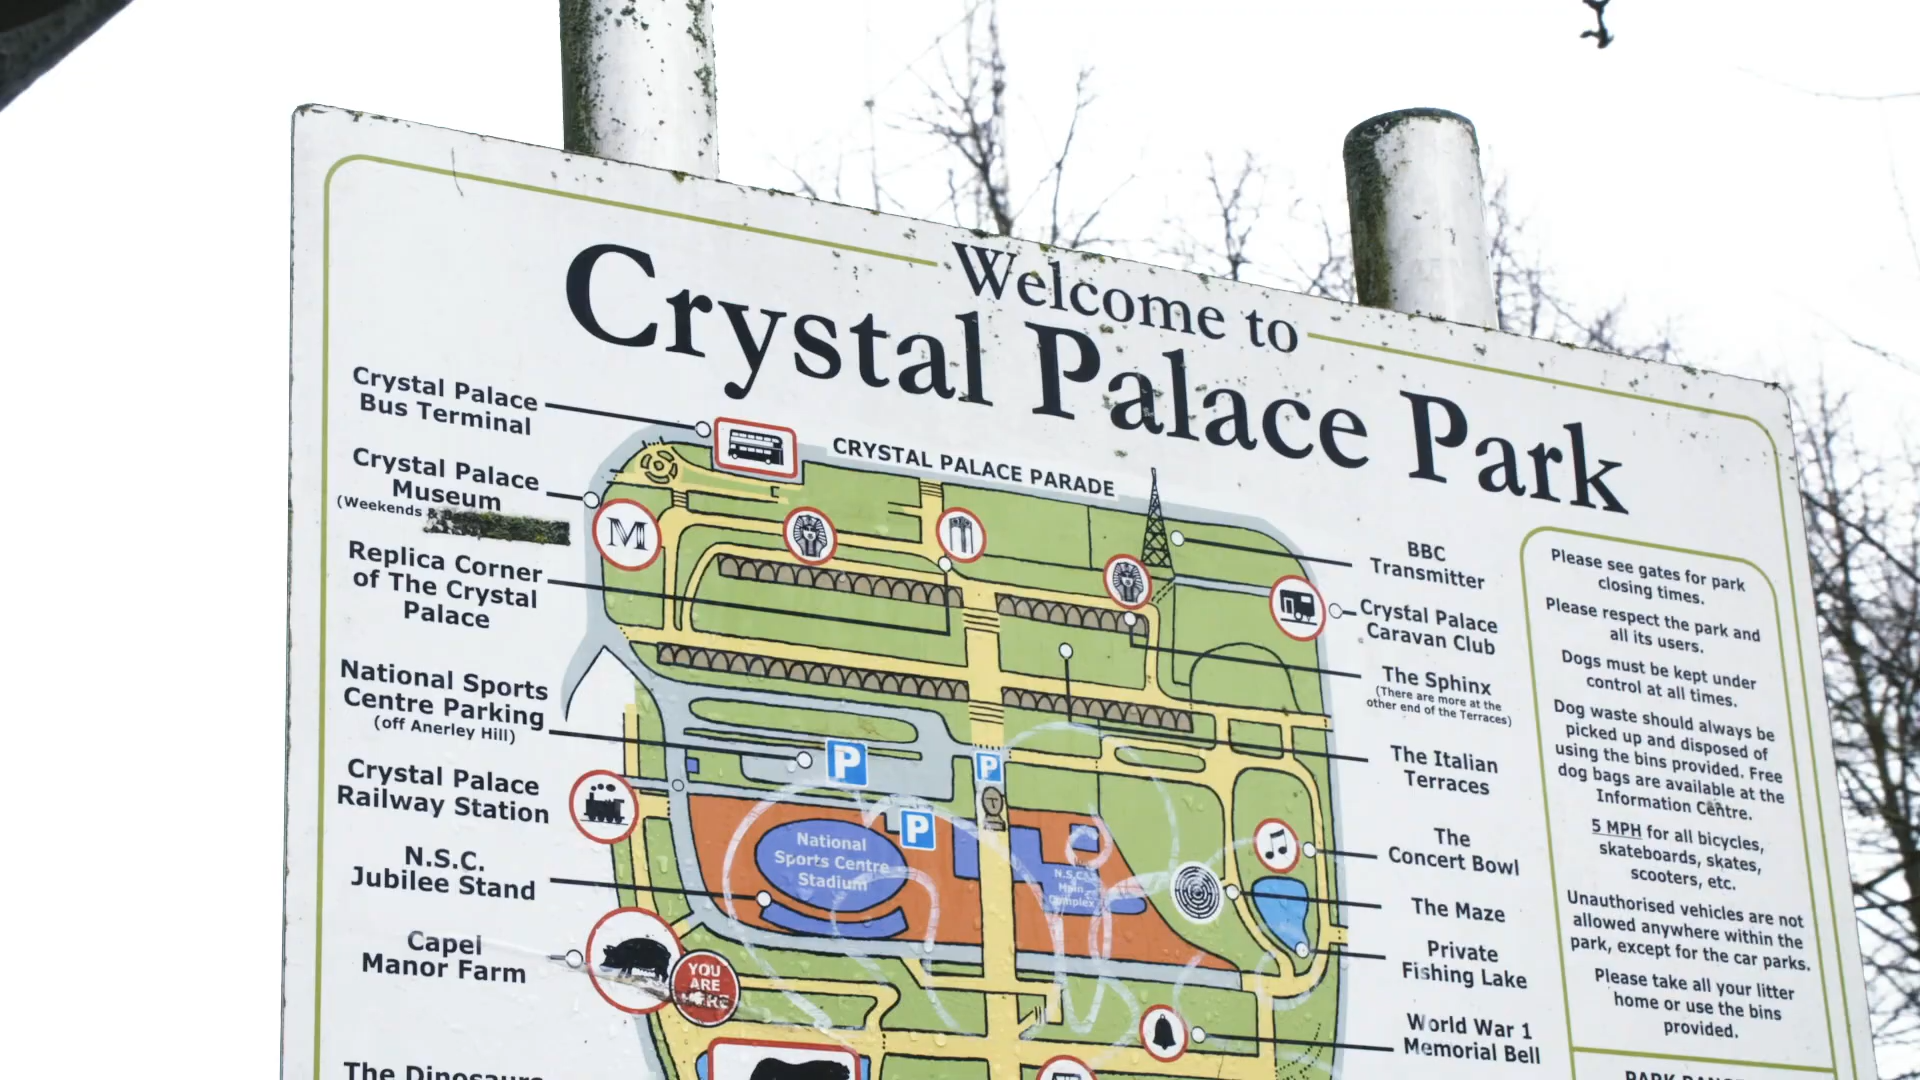 Welcome to
Crystal Palace Park
Crystal Palace
Bus Terminal
Crystal Palace
Museum
(Weekends &
Replica Corner
of The Crystal
Palace
National Sports
Centre Parking
(off Anerley Hill)
Crystal Palace
Railway Station
N.S.C.
Jubilee Stand
Capel
Manor Farm
The Dinosaurs
CRYSTAL PALACE PARADE
M
P
P
P
National
Sports Centre
Stadium
N.S.C.
Main
Complex
YOU
ARE
HERE
BBC
Transmitter
Crystal Palace
Caravan Club
The Sphinx
(There are more at the
other end of the Terraces)
The Italian
Terraces
The
Concert Bowl
The Maze
Private
Fishing Lake
World War 1
Memorial Bell
Please see gates for park
closing times.
Please respect the park and
all its users.
Dogs must be kept under
control at all times.
Dog waste should always be
picked up and disposed of
using the bins provided. Free
dog bags are available at the
Information Centre.
5 MPH for all bicycles,
skateboards, skates,
scooters, etc.
Unauthorised vehicles are not
allowed anywhere within the
park, except for the car parks.
Please take all your litter
home or use the bins
provided.